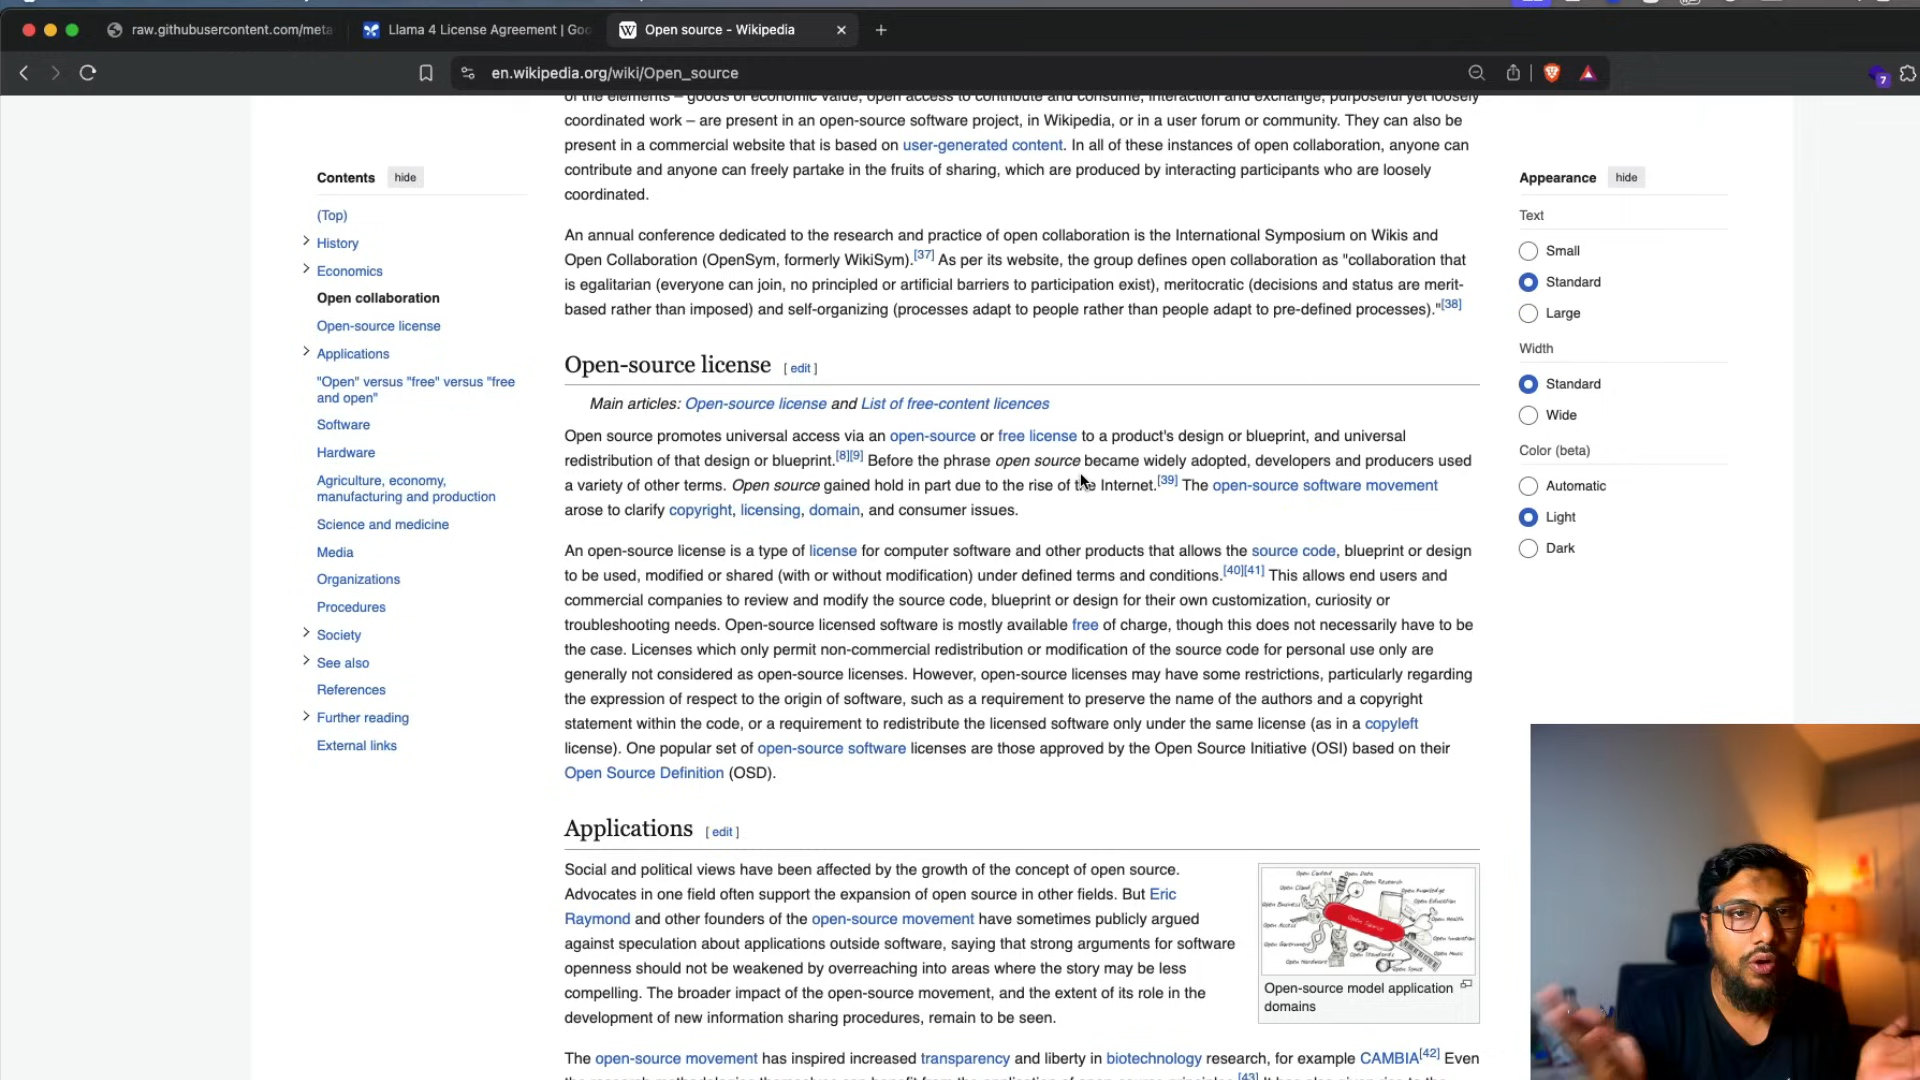 raw.githubusercontent.com/meta
Llama 4 License Agreement | Goo
Open source - Wikipedia
en.wikipedia.org/wiki/Open_source
7
of the elements – goods of economic value, open access to contribute and consume, interaction and exchange, purposeful yet loosely
coordinated work – are present in an open-source software project, in Wikipedia, or in a user forum or community. They can also be
present in a commercial website that is based on user-generated content. In all of these instances of open collaboration, anyone can
contribute and anyone can freely partake in the fruits of sharing, which are produced by interacting participants who are loosely
coordinated.
An annual conference dedicated to the research and practice of open collaboration is the International Symposium on Wikis and
Open Collaboration (OpenSym, formerly WikiSym).[37] As per its website, the group defines open collaboration as "collaboration that
is egalitarian (everyone can join, no principled or artificial barriers to participation exist), meritocratic (decisions and status are merit-
based rather than imposed) and self-organizing (processes adapt to people rather than people adapt to pre-defined processes)."[38]
Open-source license [ edit ]
Main articles: Open-source license and List of free-content licences
Open source promotes universal access via an open-source or free license to a product's design or blueprint, and universal
redistribution of that design or blueprint.[8][9] Before the phrase open source became widely adopted, developers and producers used
a variety of other terms. Open source gained hold in part due to the rise of the Internet.[39] The open-source software movement
arose to clarify copyright, licensing, domain, and consumer issues.
An open-source license is a type of license for computer software and other products that allows the source code, blueprint or design
to be used, modified or shared (with or without modification) under defined terms and conditions.[40][41] This allows end users and
commercial companies to review and modify the source code, blueprint or design for their own customization, curiosity or
troubleshooting needs. Open-source licensed software is mostly available free of charge, though this does not necessarily have to be
the case. Licenses which only permit non-commercial redistribution or modification of the source code for personal use only are
generally not considered as open-source licenses. However, open-source licenses may have some restrictions, particularly regarding
the expression of respect to the origin of software, such as a requirement to preserve the name of the authors and a copyright
statement within the code, or a requirement to redistribute the licensed software only under the same license (as in a copyleft
license). One popular set of open-source software licenses are those approved by the Open Source Initiative (OSI) based on their
Open Source Definition (OSD).
Applications [ edit ]
Social and political views have been affected by the growth of the concept of open source.
Advocates in one field often support the expansion of open source in other fields. But Eric
Raymond and other founders of the open-source movement have sometimes publicly argued
against speculation about applications outside software, saying that strong arguments for software
openness should not be weakened by overreaching into areas where the story may be less
compelling. The broader impact of the open-source movement, and the extent of its role in the
development of new information sharing procedures, remain to be seen.
The open-source movement has inspired increased transparency and liberty in biotechnology research, for example CAMBIA[42] Even
Open-source model application
domains
Contents hide
(Top)
History
Economics
Open collaboration
Open-source license
Applications
"Open" versus "free" versus "free
and open"
Software
Hardware
Agriculture, economy,
manufacturing and production
Science and medicine
Media
Organizations
Procedures
Society
See also
References
Further reading
External links
Appearance hide
Text
Small
Standard
Large
Width
Standard
Wide
Color (beta)
Automatic
Light
Dark